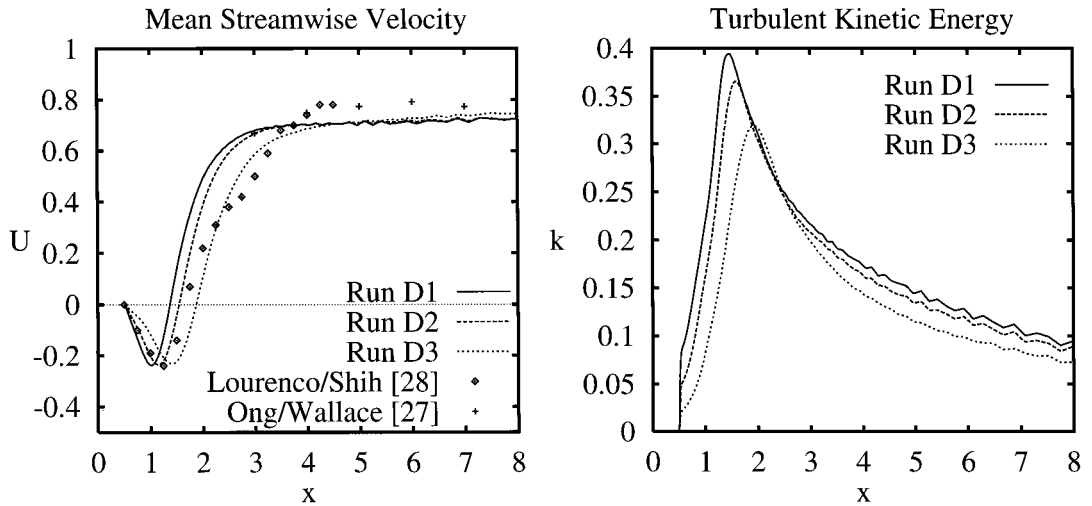 Mean Streamwise Velocity
1
0.8
0.6
0.4
0.2
0
-0.2
-0.4
U
Run D1
Run D2
Run D3
Lourenco/Shih [28]
Ong/Wallace [27]
0 1 2 3 4 5 6 7 8
x
Turbulent Kinetic Energy
0.4
0.35
0.3
0.25
0.2
0.15
0.1
0.05
0
k
Run D1
Run D2
Run D3
0 1 2 3 4 5 6 7 8
x